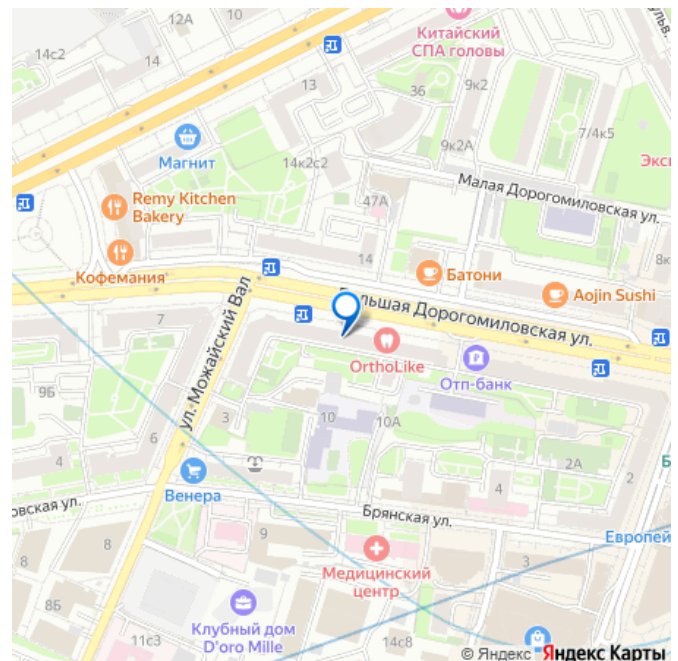 12А
10
Китайский
СПА головы
14с2
14
13
3б
9к2
7/4к5
9к2А
Магнит
14к2с2
Экс
Малая Дорогомиловская ул.
47А
Remy Kitchen
Bakery
14
8к
Батони
Кофемания
Aojin Sushi
Большая Дорогомиловская ул.
7
ул. Можайский Вал
OrthoLike
Отп-банк
9Б
3
10
10А
6
4
2А
2
Б
4
Венера
овская ул.
Брянская ул.
9
Европей
3
8
Медицинский
центр
8Б
Клубный дом
D'oro Mille
11с3
14с8
© Яндекс Яндекс Карты